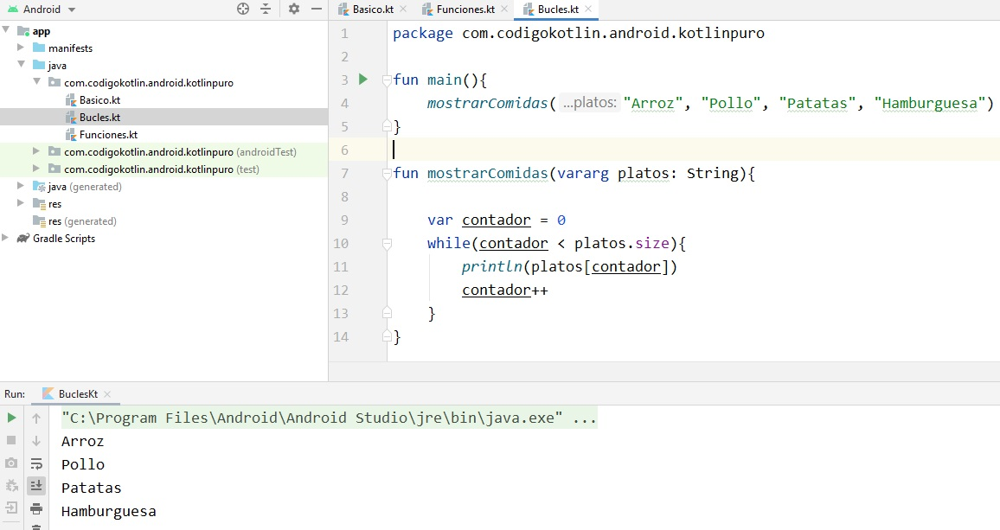 Android
app
manifests
java
com.codigokotlin.android.kotlinpuro
Basico.kt
Bucles.kt
Funciones.kt
com.codigokotlin.android.kotlinpuro (androidTest)
com.codigokotlin.android.kotlinpuro (test)
java (generated)
res
res (generated)
Gradle Scripts
Basico.kt Funciones.kt Bucles.kt
1 package com.codigokotlin.android.kotlinpuro
2
3 fun main(){
4 mostrarComidas( ...platos: "Arroz", "Pollo", "Patatas", "Hamburguesa")
5 }
6
7 fun mostrarComidas(vararg platos: String){
8
9 var contador = 0
10 while(contador < platos.size){
11 println(platos[contador])
12 contador++
13 }
14 }
Run: BuclesKt
"C:\Program Files\Android\Android Studio\jre\bin\java.exe" ...
Arroz
Pollo
Patatas
Hamburguesa